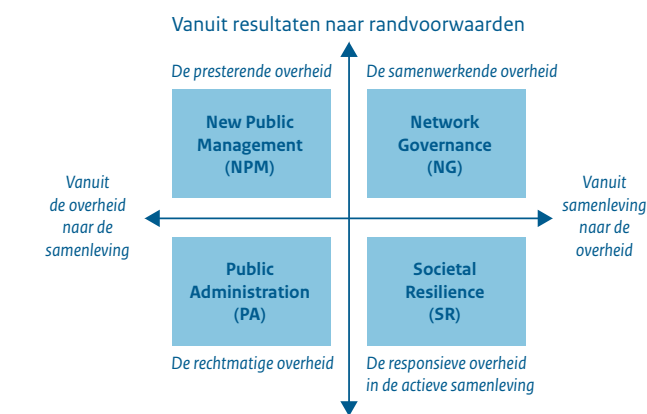 Vanuit resultaten naar randvoorwaarden
De presterende overheid
De samenwerkende overheid
New Public
Management
(NPM)
Network
Governance
(NG)
Vanuit
de overheid
naar de
samenleving
Vanuit
samenleving
naar de
overheid
Public
Administration
(PA)
Societal
Resilience
(SR)
De rechtmatige overheid
De responsieve overheid
in de actieve samenleving